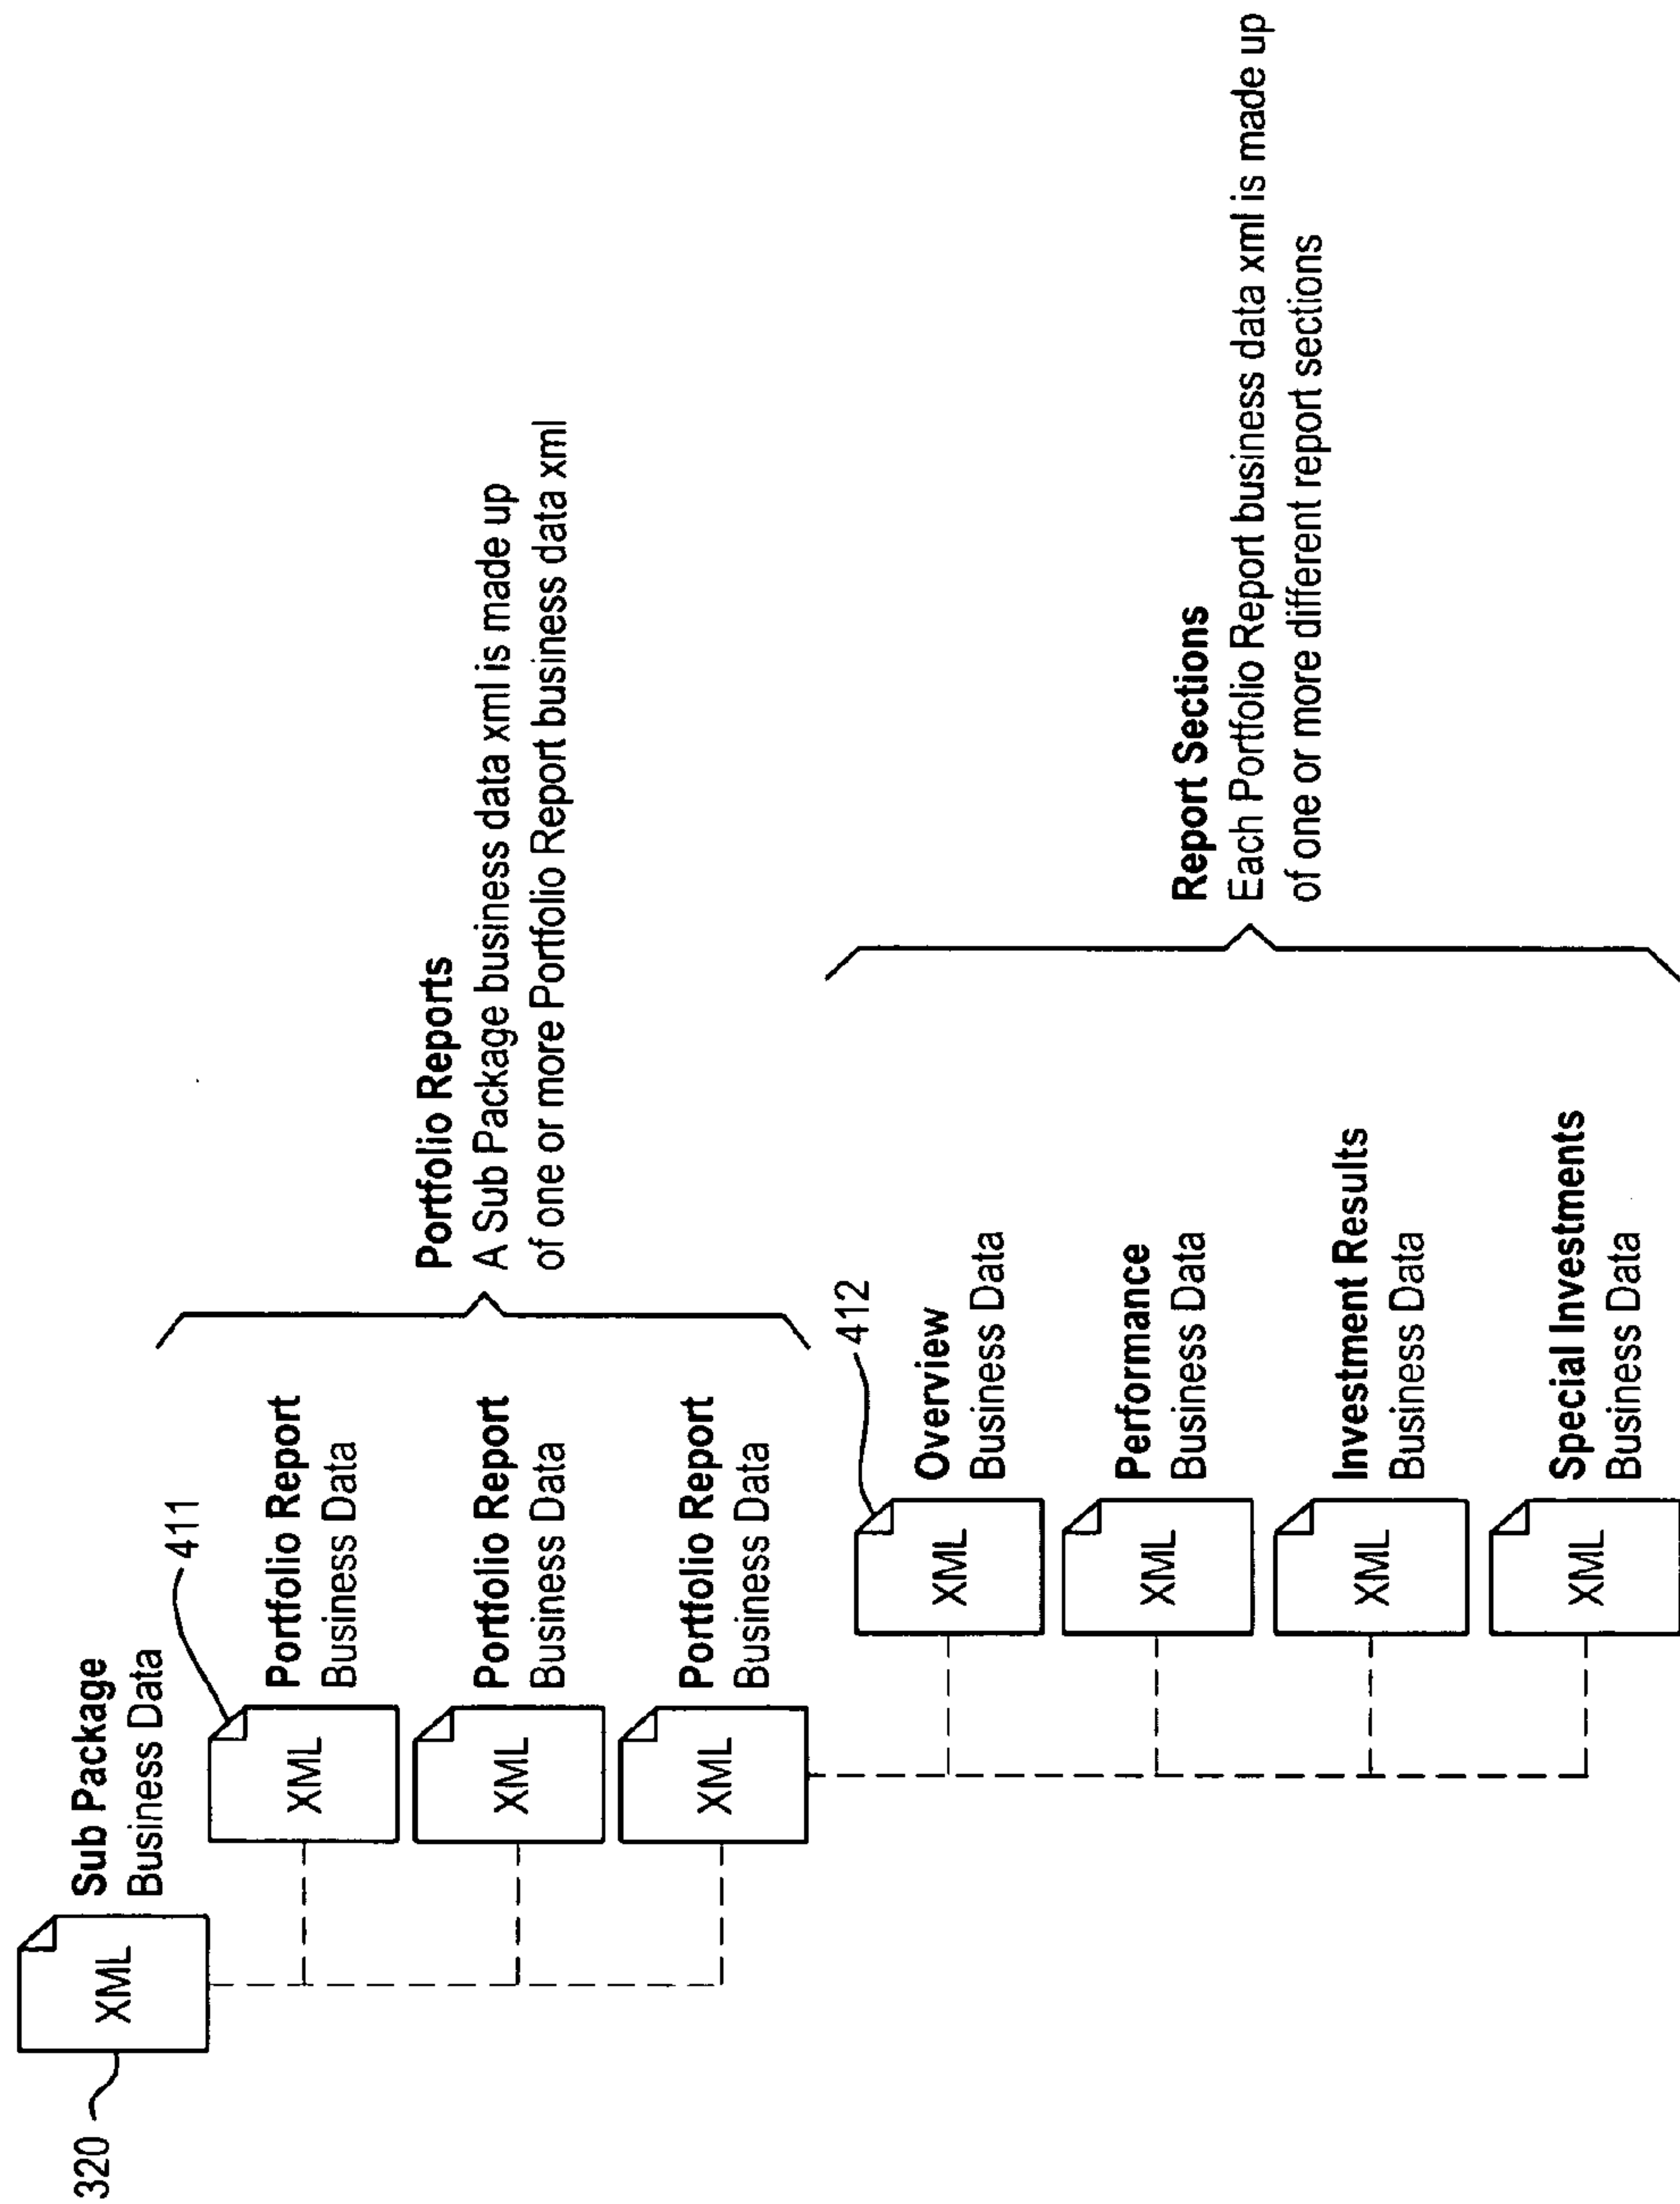 320
XML
Sub Package
Business Data
411
XML
Portfolio Report
Business Data
XML
Portfolio Report
Business Data
XML
Portfolio Report
Business Data
Portfolio Reports
A Sub Package business data xml is made up
of one or more Portfolio Report business data xml
412
XML
Overview
Business Data
XML
Performance
Business Data
XML
Investment Results
Business Data
XML
Special Investments
Business Data
Report Sections
Each Portfolio Report business data xml is made up
of one or more different report sections